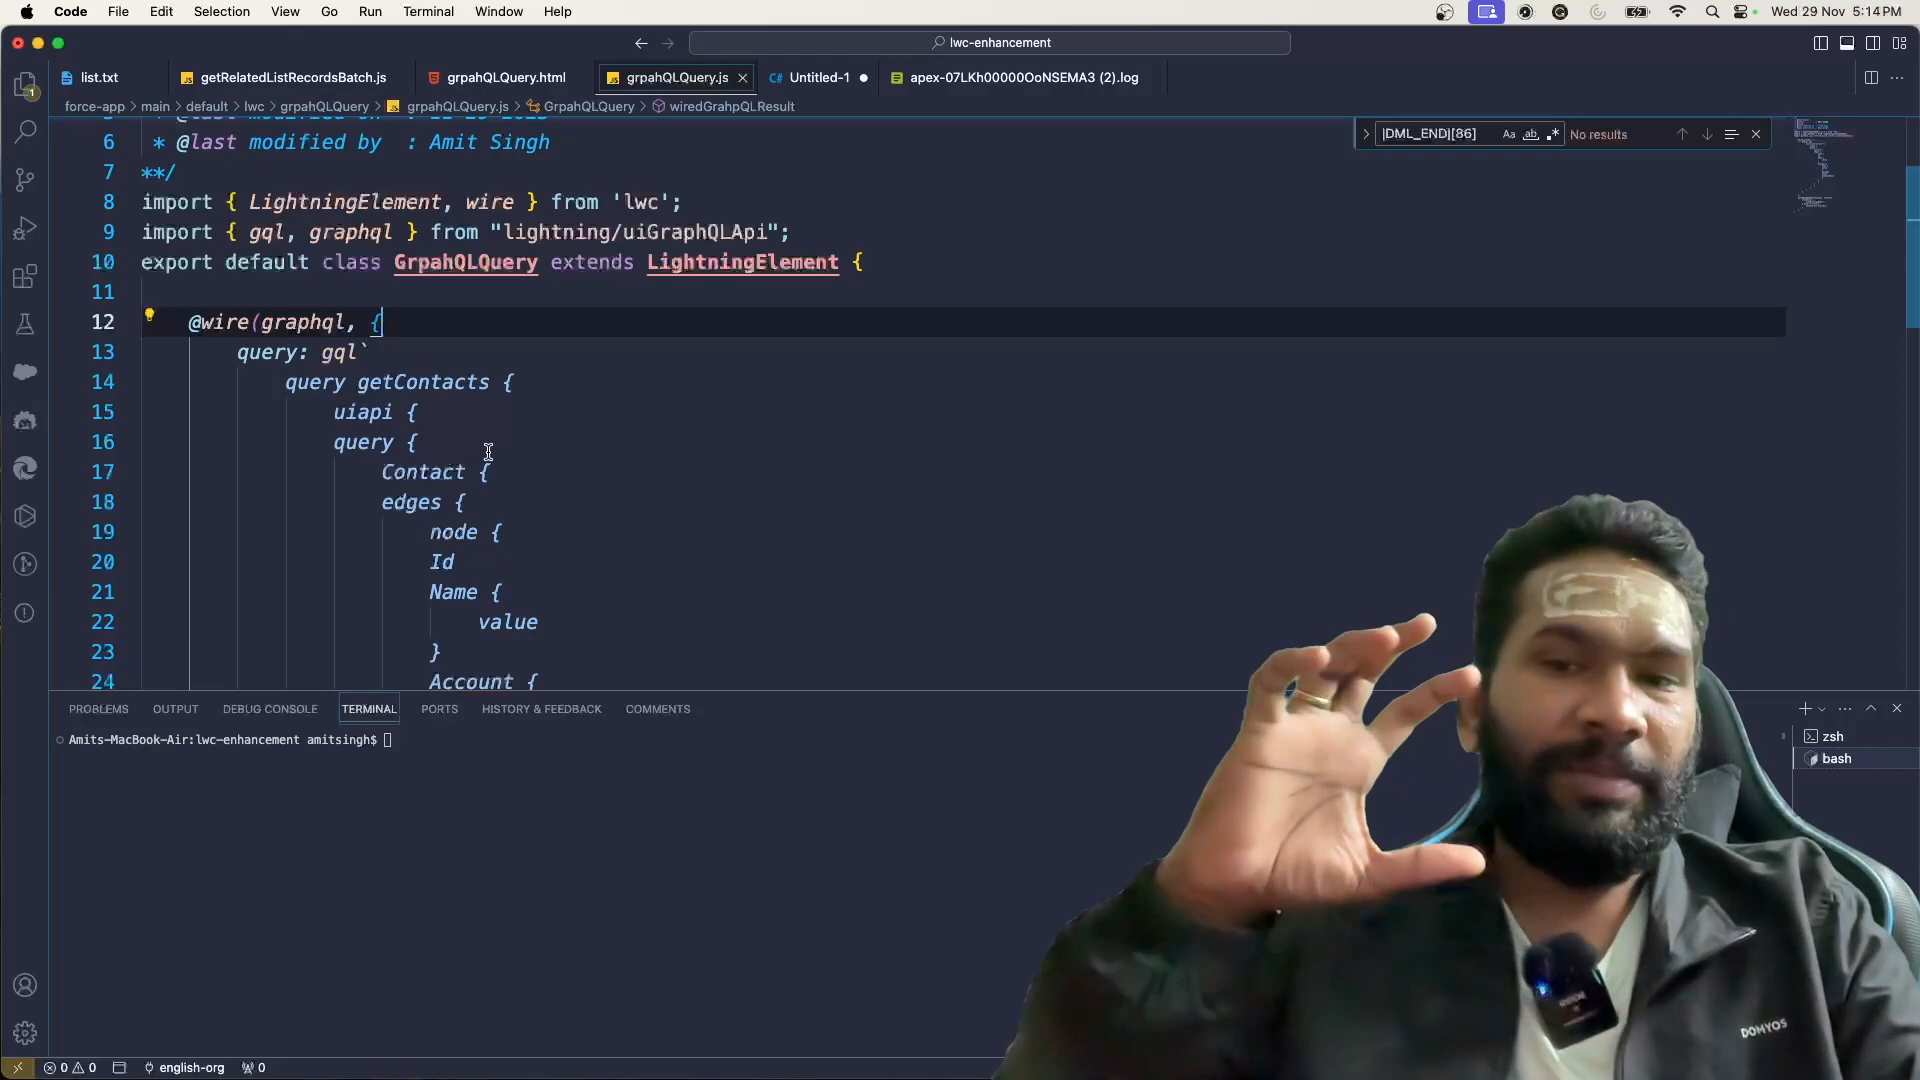 Code File Edit Selection View Go Run Terminal Window Help Wed 29 Nov 5:14 PM
lwc-enhancement
list.txt getRelatedListRecordsBatch.js grpahQLQuery.html grpahQLQuery.js Untitled-1 apex-07LKh00000OoNSEMA3 (2).log
force-app main default lwc grpahQLQuery grpahQLQuery.js GrpahQLQuery wiredGrahpQLResult
|DML_END|[86] Aa ab No results
6 * @last modified by : Amit Singh
7 **/
8 import { LightningElement, wire } from 'lwc';
9 import { gql, graphql } from "lightning/uiGraphQLApi";
10 export default class GrpahQLQuery extends LightningElement {
11
12 @wire(graphql, {
13 query: gql`
14 query getContacts {
15 uiapi {
16 query {
17 Contact {
18 edges {
19 node {
20 Id
21 Name {
22 value
23 }
24 Account {
PROBLEMS OUTPUT DEBUG CONSOLE TERMINAL PORTS HISTORY & FEEDBACK COMMENTS
Amits-MacBook-Air:lwc-enhancement amitsingh$
zsh
bash
DOMYOS
0 0 english-org 0